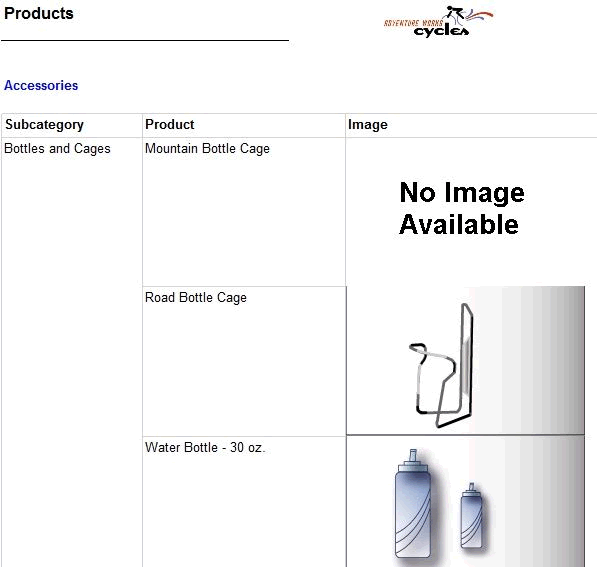 Products
ADVENTURE WORKS
cycles
Accessories
Subcategory Product Image
Bottles and Cages Mountain Bottle Cage
No Image
Available
Road Bottle Cage
Water Bottle - 30 oz.